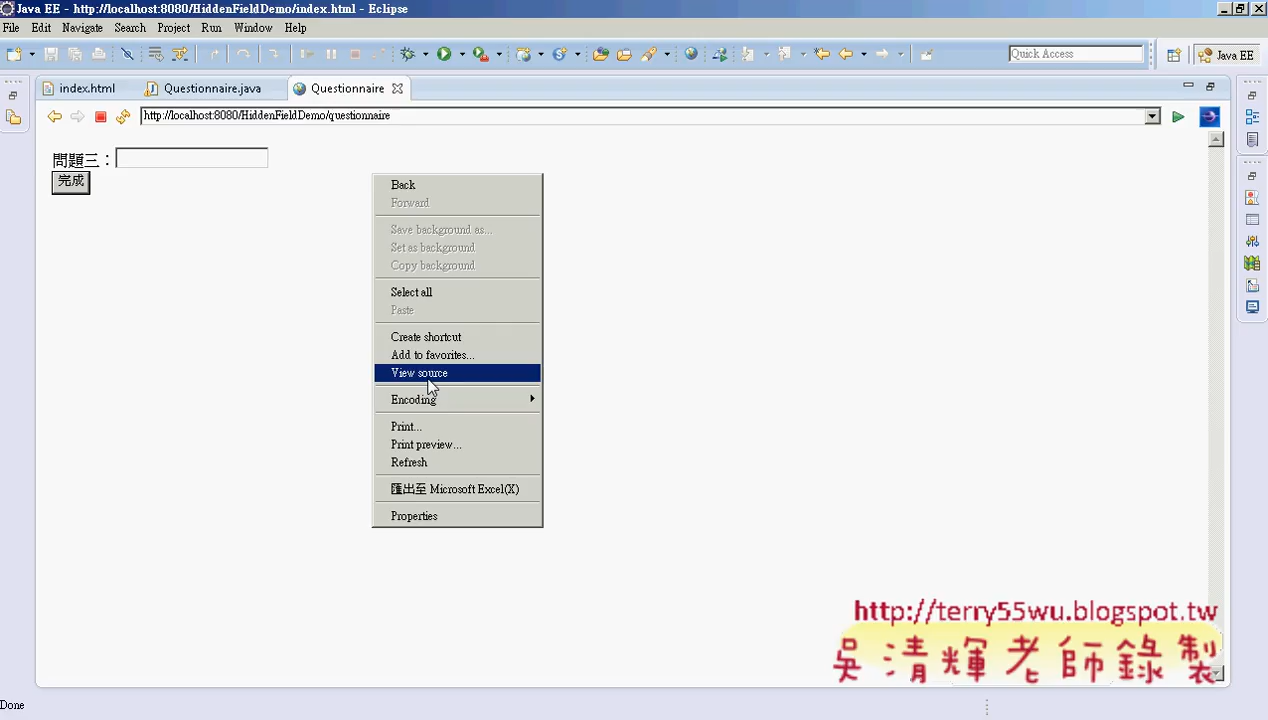 Java EE - http://localhost:8080/HiddenFieldDemo/index.html - Eclipse
File Edit Navigate Search Project Run Window Help
Quick Access
Java EE
index.html Questionnaire.java Questionnaire
http://localhost:8080/HiddenFieldDemo/questionnaire
問題三：
完成
Back
Forward
Save background as...
Set as background
Copy background
Select all
Paste
Create shortcut
Add to favorites...
View source
Encoding
Print...
Print preview...
Refresh
匯出至 Microsoft Excel(X)
Properties
http://terry55wu.blogspot.tw
吳清輝老師錄製
Done